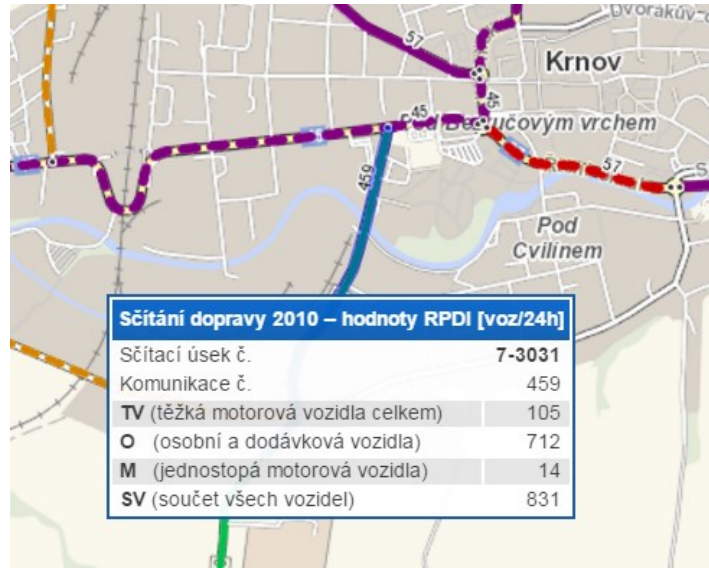 Dvořákův o
57
Krnov
45
45
Pod Bezručovým vrchem
57
S
459
Pod
Cvilínem
Sčítání dopravy 2010 – hodnoty RPDI [voz/24h]
Sčítací úsek č. 7-3031
Komunikace č. 459
TV (těžká motorová vozidla celkem) 105
O (osobní a dodávková vozidla) 712
M (jednostopá motorová vozidla) 14
SV (součet všech vozidel) 831